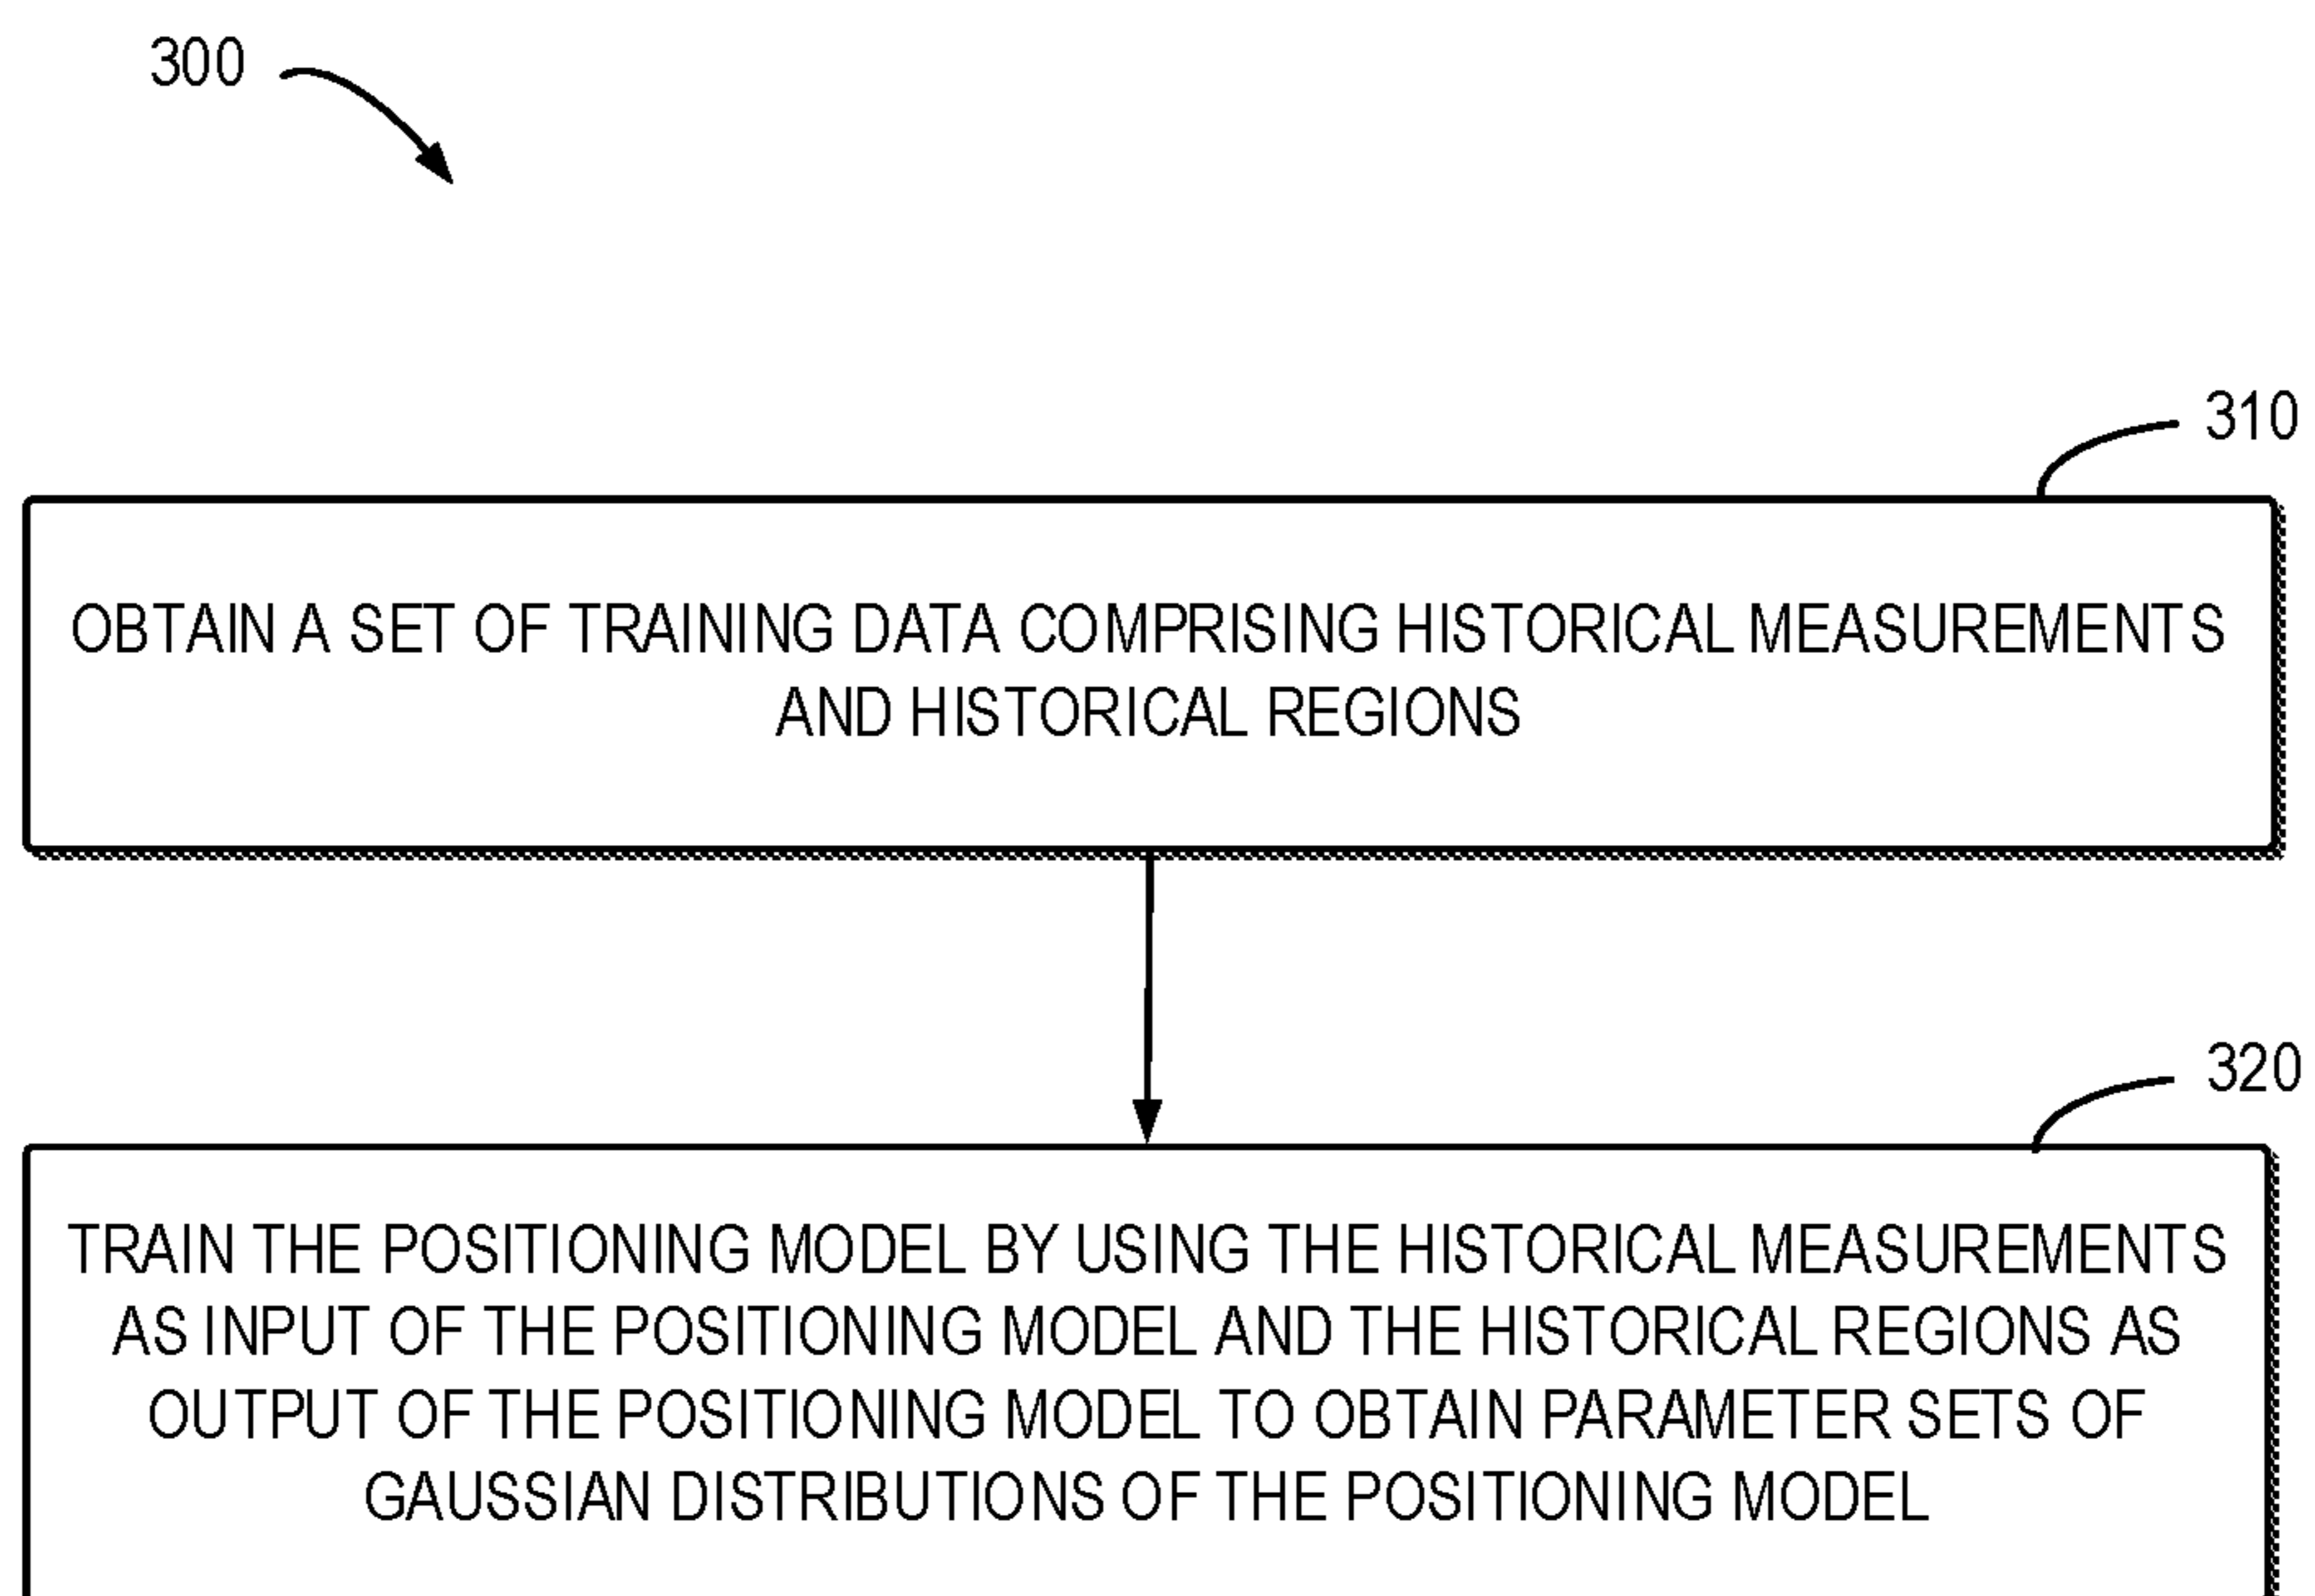 300
310
OBTAIN A SET OF TRAINING DATA COMPRISING HISTORICAL MEASUREMENTS
AND HISTORICAL REGIONS
320
TRAIN THE POSITIONING MODEL BY USING THE HISTORICAL MEASUREMENTS
AS INPUT OF THE POSITIONING MODEL AND THE HISTORICAL REGIONS AS
OUTPUT OF THE POSITIONING MODEL TO OBTAIN PARAMETER SETS OF
GAUSSIAN DISTRIBUTIONS OF THE POSITIONING MODEL